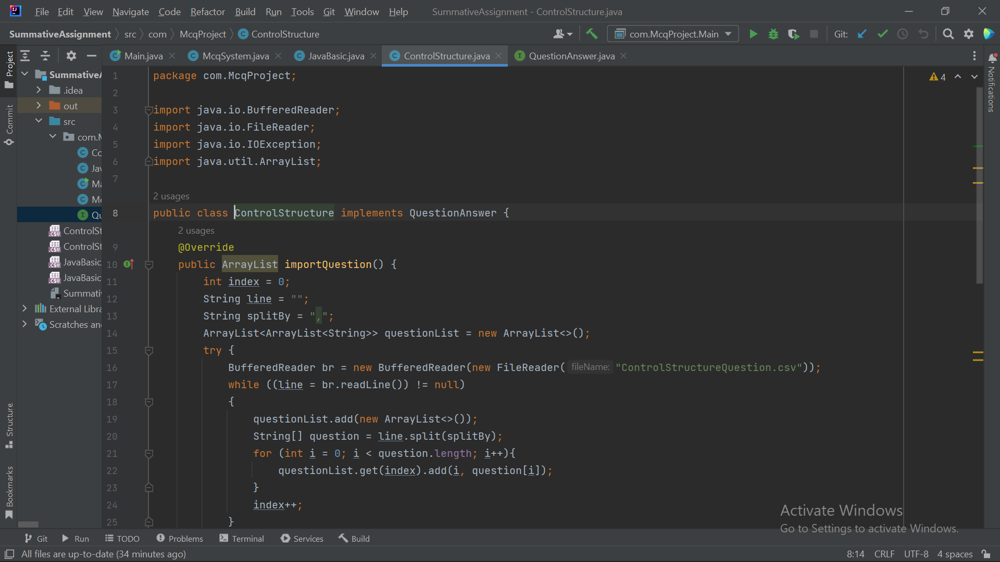 File Edit View Navigate Code Refactor Build Run Tools Git Window Help SummativeAssignment - ControlStructure.java
SummativeAssignment src com McqProject ControlStructure com.McqProject.Main Git:
Main.java McqSystem.java JavaBasic.java ControlStructure.java QuestionAnswer.java
Project
Commit
Structure
Bookmarks
SummativeA
.idea
out
src
com.M
Co
Jav
Ma
Mc
Qu
ControlSt
ControlSt
JavaBasic
JavaBasic
Summativ
External Libra
Scratches an
1 package com.McqProject;
2
3 import java.io.BufferedReader;
4 import java.io.FileReader;
5 import java.io.IOException;
6 import java.util.ArrayList;
7
2 usages
8 public class ControlStructure implements QuestionAnswer {
2 usages
9 @Override
10 public ArrayList importQuestion() {
11 int index = 0;
12 String line = "";
13 String splitBy = ",";
14 ArrayList<ArrayList<String>> questionList = new ArrayList<>();
15 try {
16 BufferedReader br = new BufferedReader(new FileReader( fileName: "ControlStructureQuestion.csv"));
17 while ((line = br.readLine()) != null)
18 {
19 questionList.add(new ArrayList<>());
20 String[] question = line.split(splitBy);
21 for (int i = 0; i < question.length; i++){
22 questionList.get(index).add(i, question[i]);
23 }
24 index++;
25 }
4
Notifications
Activate Windows
Go to Settings to activate Windows.
Git Run TODO Problems Terminal Services Build
All files are up-to-date (34 minutes ago) 8:14 CRLF UTF-8 4 spaces